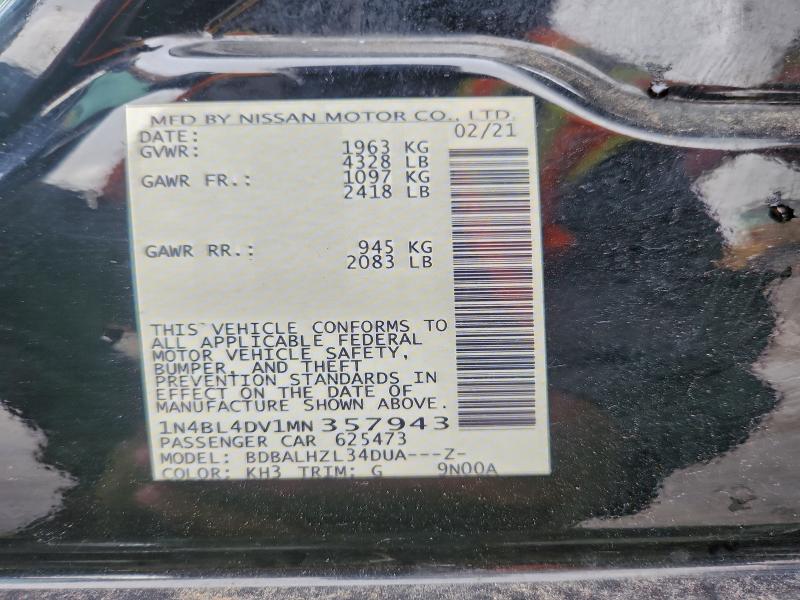 MFD BY NISSAN MOTOR CO., LTD.
DATE: 02/21
GVWR: 1963 KG
4328 LB
GAWR FR.: 1097 KG
2418 LB
GAWR RR.: 945 KG
2083 LB
THIS VEHICLE CONFORMS TO
ALL APPLICABLE FEDERAL
MOTOR VEHICLE SAFETY,
BUMPER, AND THEFT
PREVENTION STANDARDS IN
EFFECT ON THE DATE OF
MANUFACTURE SHOWN ABOVE.
1N4BL4DV1MN357943
PASSENGER CAR 625473
MODEL: BDBALHZL34DUA---Z-
COLOR: KH3 TRIM: G 9N00A